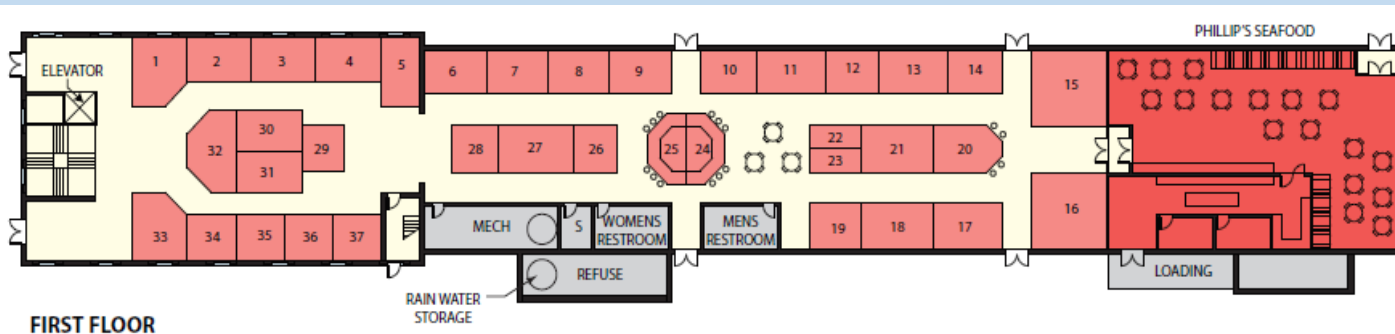 PHILLIP'S SEAFOOD
ELEVATOR
1
2
3
4
5
6
7
8
9
10
11
12
13
14
15
30
32
29
31
28
27
26
25
24
22
23
21
20
33
34
35
36
37
MECH
S
WOMENS
RESTROOM
MENS
RESTROOM
19
18
17
16
REFUSE
LOADING
RAIN WATER
STORAGE
FIRST FLOOR